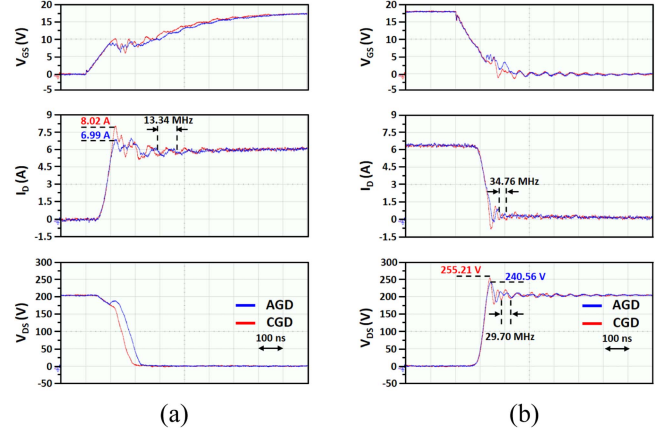 20
15
10
5
0
-5
V_GS (V)
20
15
10
5
0
-5
V_GS (V)
9
7.5
6
4.5
3
1.5
0
-1.5
I_D (A)
8.02 A
6.99 A
13.34 MHz
9
7.5
6
4.5
3
1.5
0
-1.5
I_D (A)
34.76 MHz
300
250
200
150
100
50
0
-50
V_DS (V)
AGD
CGD
100 ns
300
250
200
150
100
50
0
-50
V_DS (V)
255.21 V
240.56 V
29.70 MHz
AGD
CGD
100 ns
(a)
(b)